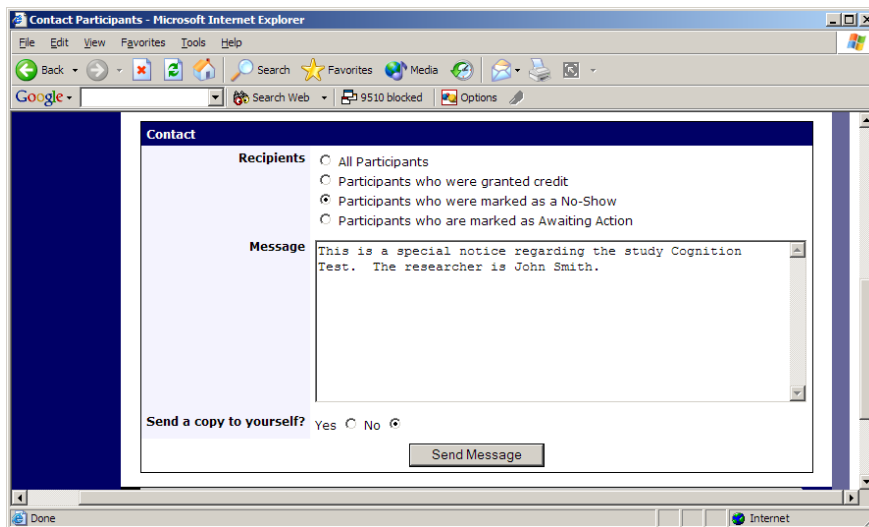 Contact Participants - Microsoft Internet Explorer
File Edit View Favorites Tools Help
Back Search Favorites Media
Google Search Web 9510 blocked Options
Contact
Recipients All Participants
Participants who were granted credit
Participants who were marked as a No-Show
Participants who are marked as Awaiting Action
Message This is a special notice regarding the study Cognition
Test.  The researcher is John Smith.
Send a copy to yourself? Yes No
Send Message
Done Internet